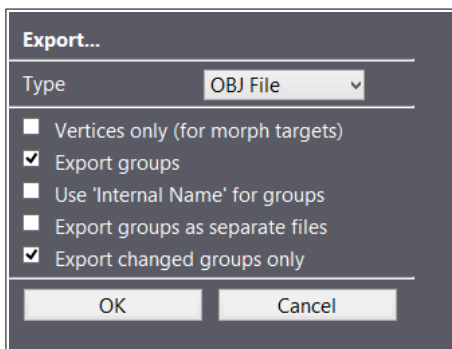 Export...
Type OBJ File
Vertices only (for morph targets)
Export groups
Use 'Internal Name' for groups
Export groups as separate files
Export changed groups only
OK Cancel